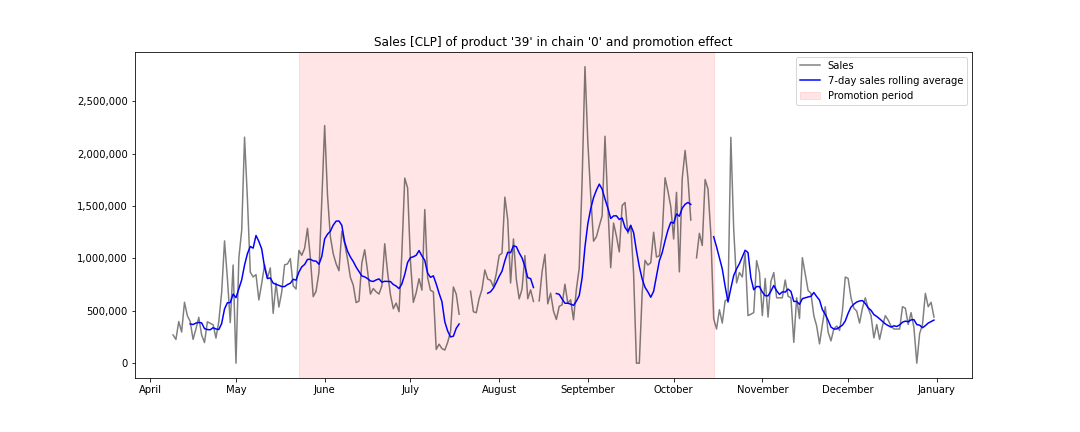 Sales [CLP] of product '39' in chain '0' and promotion effect
Sales
7-day sales rolling average
Promotion period
2,500,000
2,000,000
1,500,000
1,000,000
500,000
0
April May June July August September October November December January